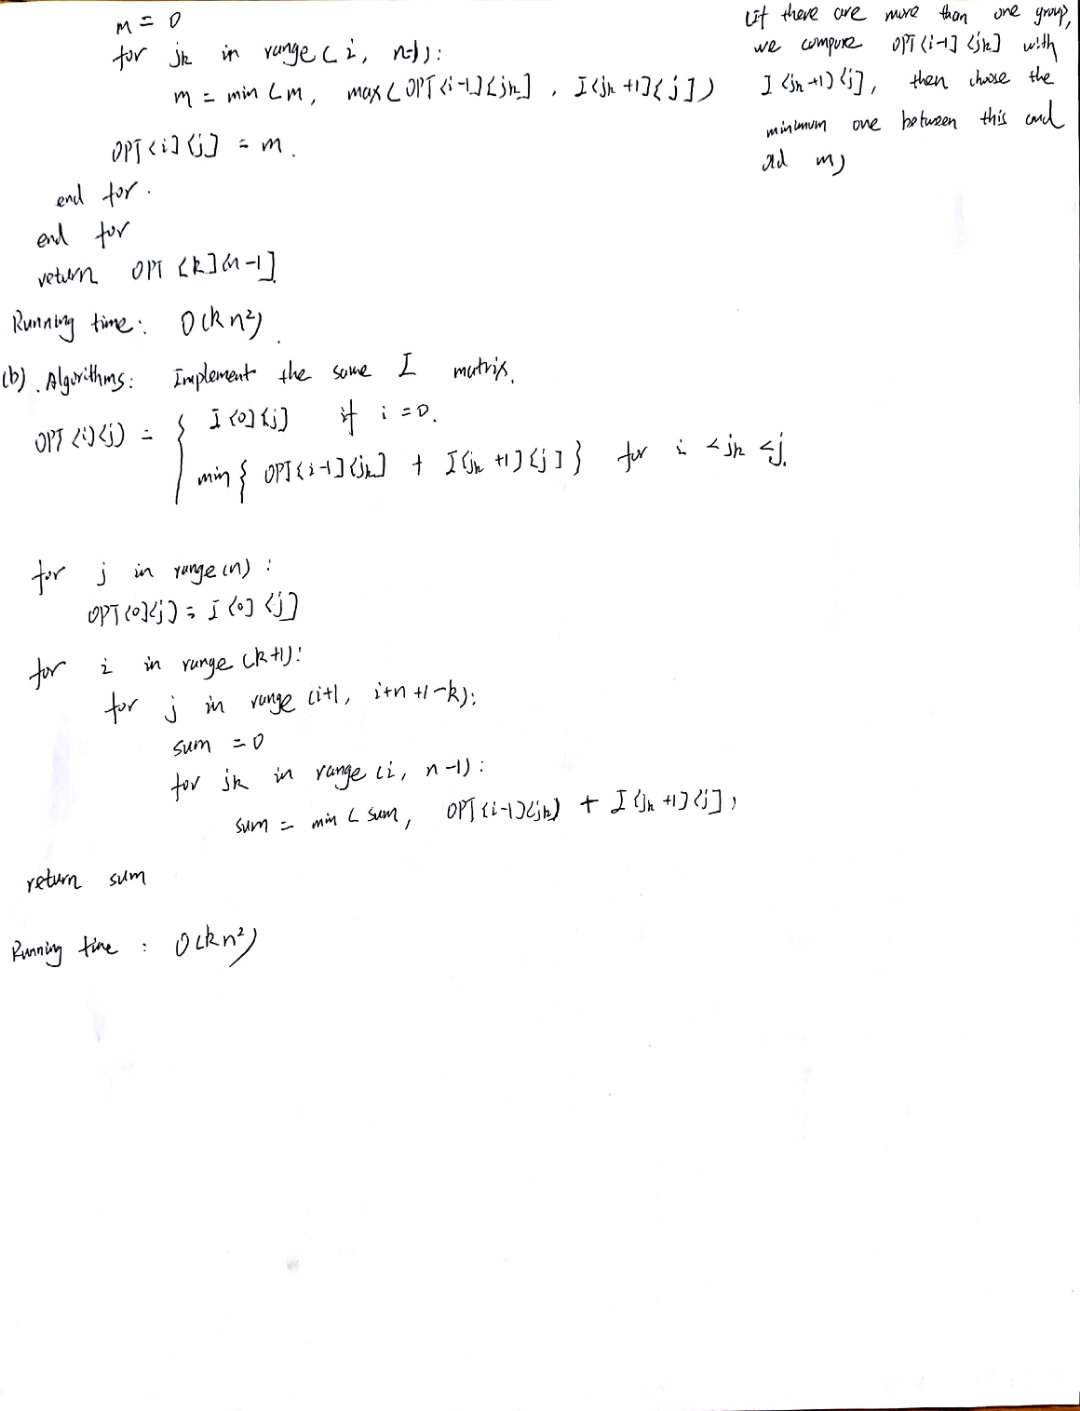 m = 0
for jk in range(i, n-1):
m = min(m, max(OPT[i-1][jk], I[jk+1][j])
OPT[i][j] = m.
(if there are more than one group,
we compare OPT[i-1][jk] with
I[jk+1][j], then choose the
minimum one between this and
old m)
end for.
end for
return OPT[k][n-1].
Running time: O(kn²).
(b). Algorithms: Implement the same I matrix.
OPT[i][j] = { I[0][j] if i=0.
min{ OPT[i-1][jk] + I[jk+1][j] } for i < jk < j.
for j in range(n):
OPT[0][j] = I[0][j]
for i in range(k+1):
for j in range(i+1, i+n+1-k):
sum = 0
for jk in range(i, n-1):
sum = min(sum, OPT[i-1][jk] + I[jk+1][j])
return sum
Running time: O(kn²)